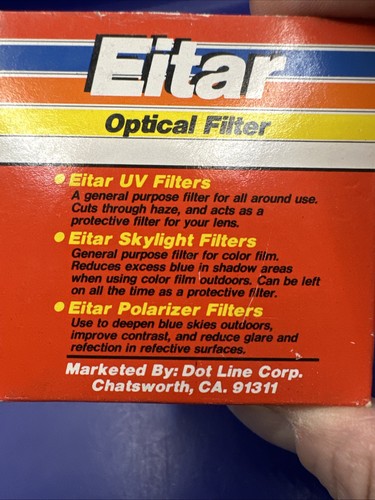 Eitar
Optical Filter
• Eitar UV Filters
A general purpose filter for all around use.
Cuts through haze, and acts as a
protective filter for your lens.
• Eitar Skylight Filters
General purpose filter for color film.
Reduces excess blue in shadow areas
when using color film outdoors. Can be left
on all the time as a protective filter.
• Eitar Polarizer Filters
Use to deepen blue skies outdoors,
improve contrast, and reduce glare and
refection in refective surfaces.
Marketed By: Dot Line Corp.
Chatsworth, CA. 91311